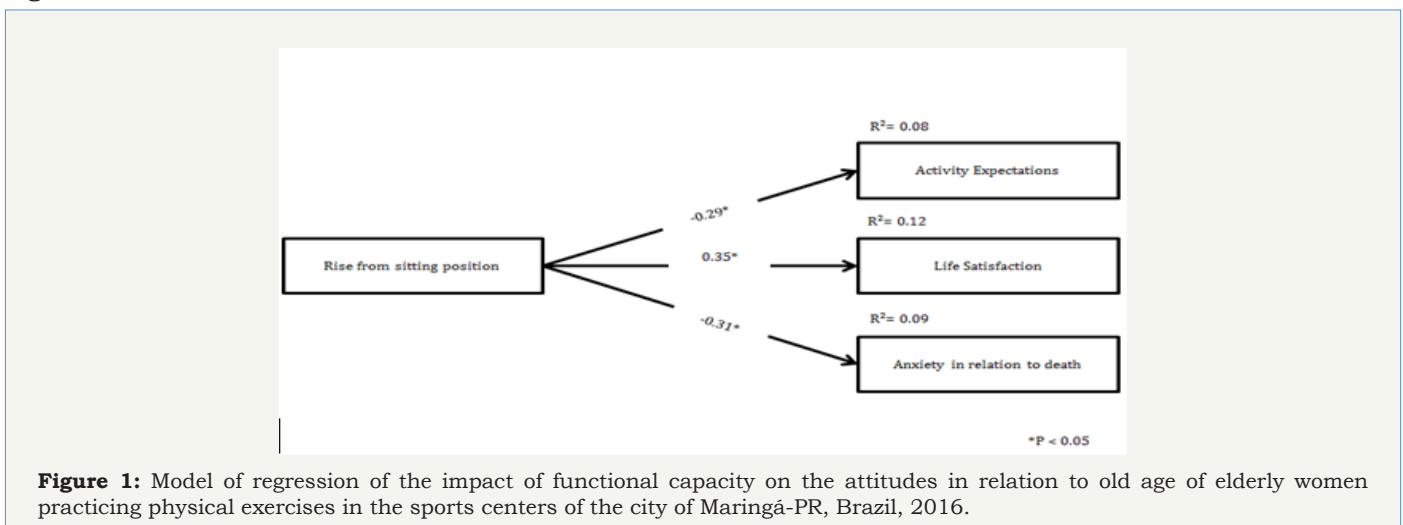 R²= 0.08
Activity Expectations
-0.29*
R²= 0.12
Rise from sitting position
0.35*
Life Satisfaction
-0.31*
R²= 0.09
Anxiety in relation to death
*P < 0.05
Figure 1: Model of regression of the impact of functional capacity on the attitudes in relation to old age of elderly women
practicing physical exercises in the sports centers of the city of Maringá-PR, Brazil, 2016.